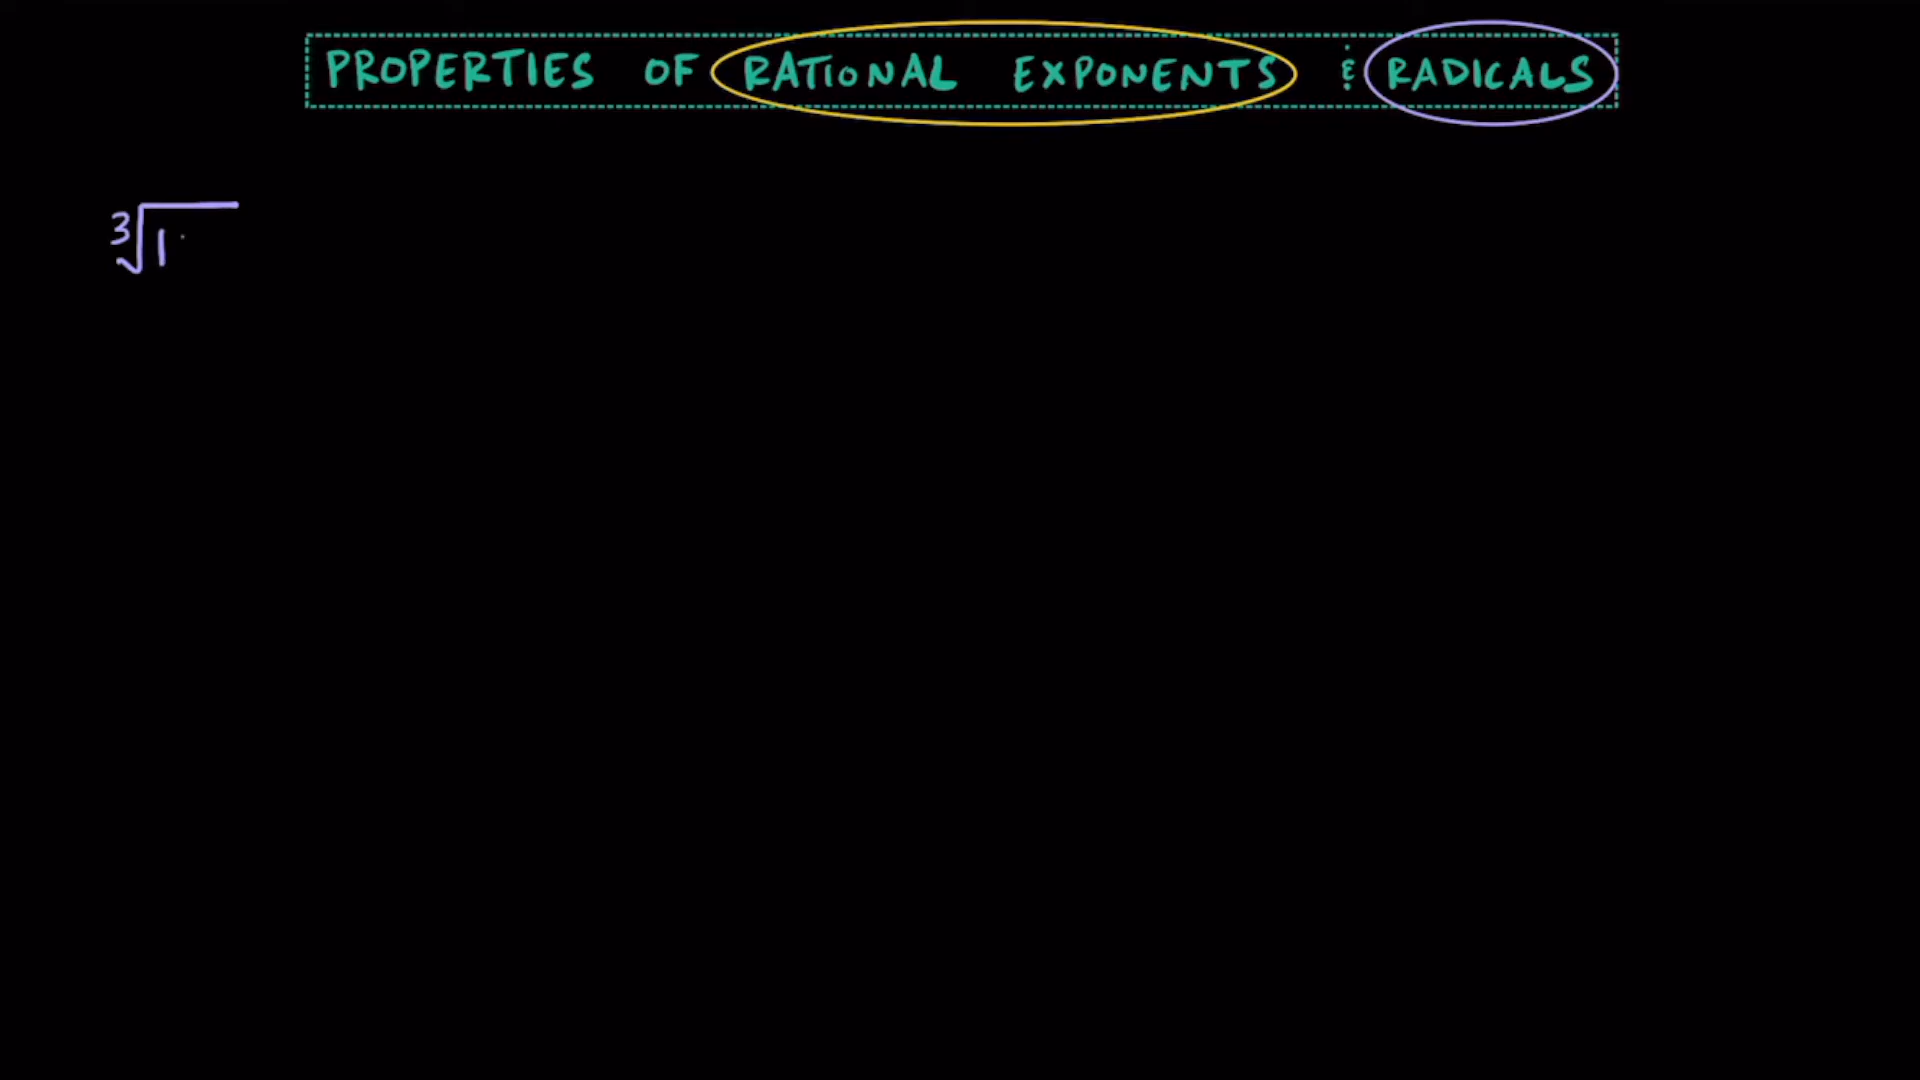 PROPERTIES OF RATIONAL EXPONENTS & RADICALS
∛1